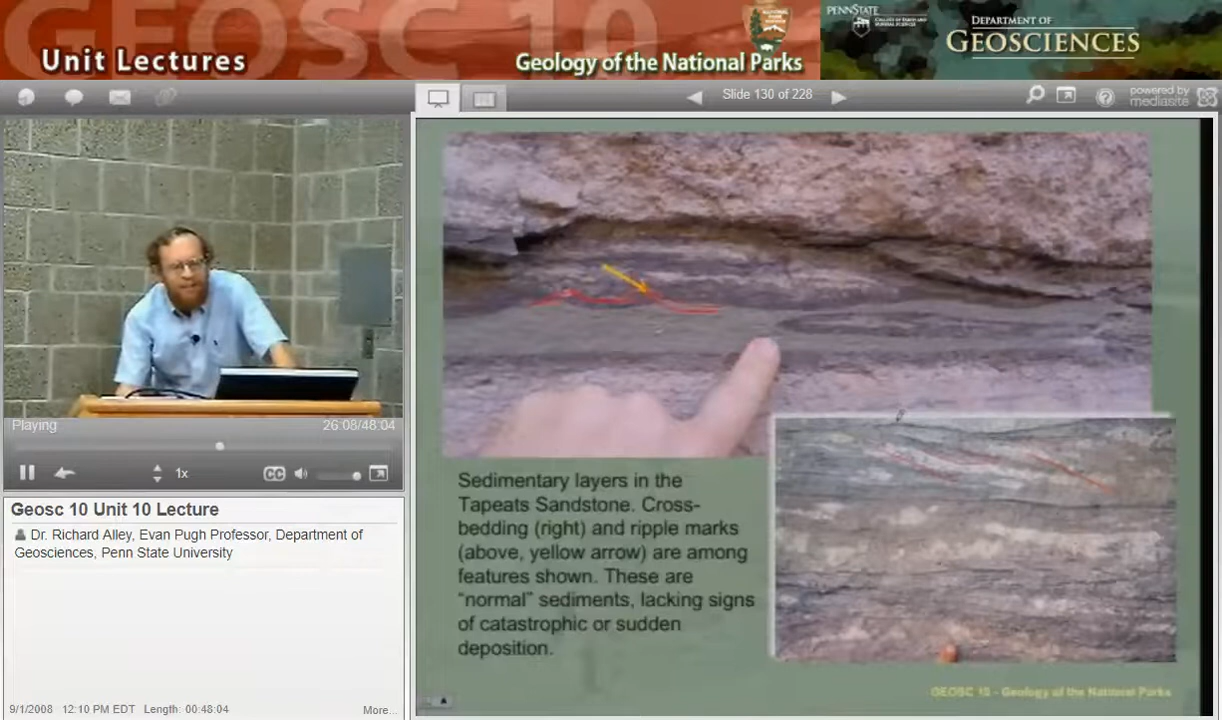 GEOSC 10
Unit Lectures
Geology of the National Parks
PENNSTATE
DEPARTMENT OF
GEOSCIENCES
Slide 130 of 228
powered by
mediasite
Playing
26:08/48:04
1x
CC
Geosc 10 Unit 10 Lecture
Dr. Richard Alley, Evan Pugh Professor, Department of
Geosciences, Penn State University
9/1/2008 12:10 PM EDT Length: 00:48:04
More...
Sedimentary layers in the
Tapeats Sandstone. Cross-
bedding (right) and ripple marks
(above, yellow arrow) are among
features shown. These are
“normal” sediments, lacking signs
of catastrophic or sudden
deposition.
GEOSC 10 - Geology of the National Parks